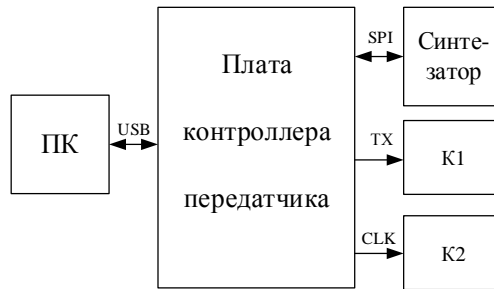 ПК
USB
Плата
контроллера
передатчика
SPI
Синте-
затор
TX
К1
CLK
К2